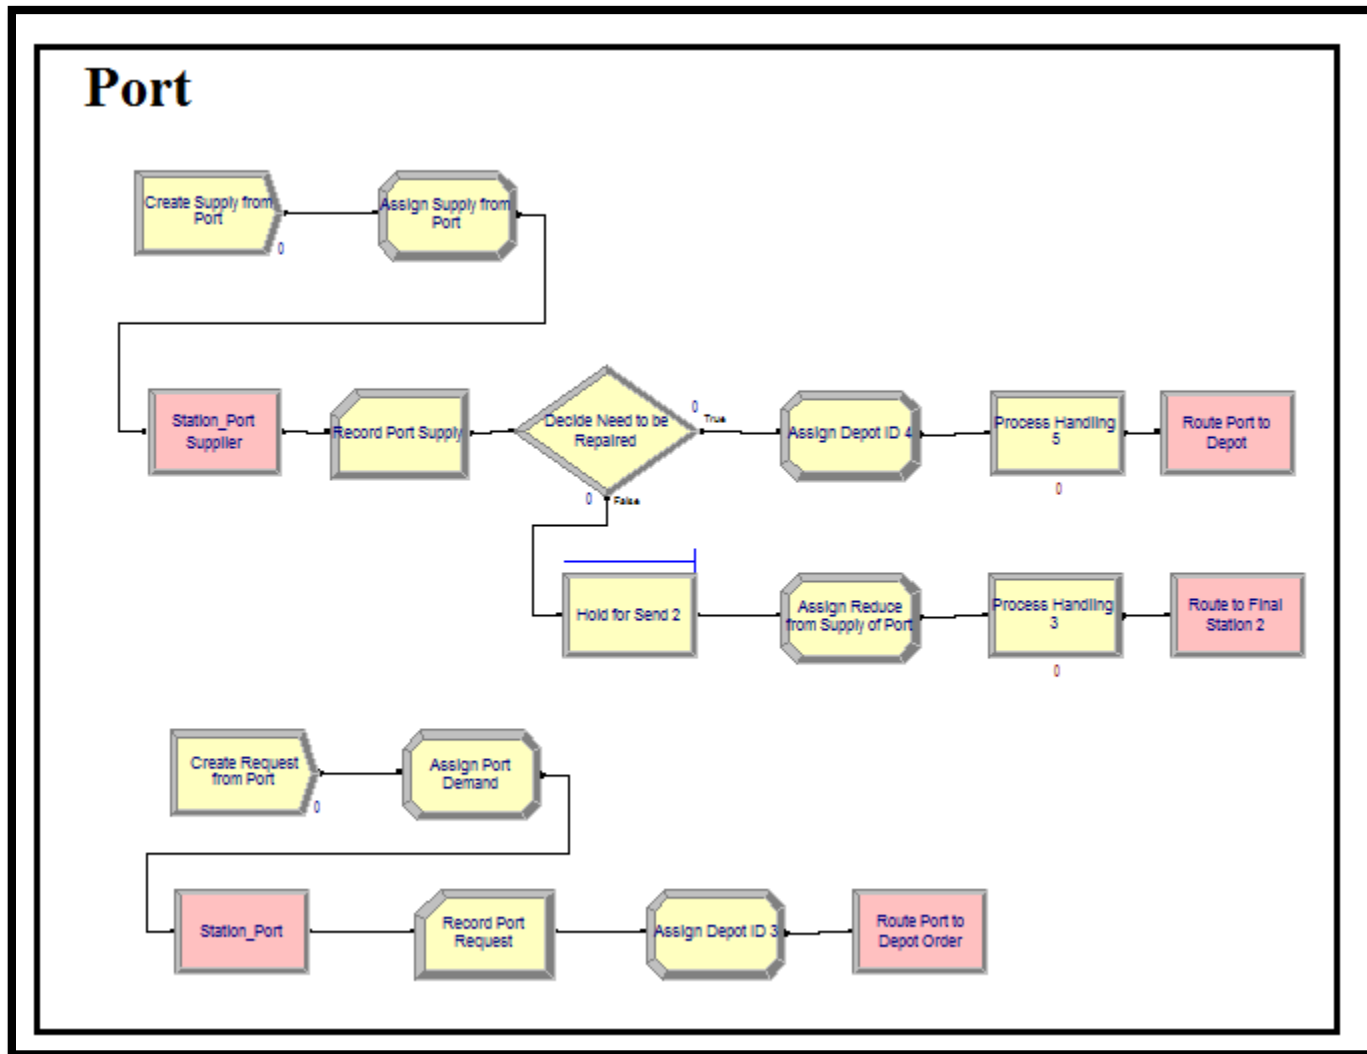 Port
Create Supply from
Port
0
Assign Supply from
Port
Station_Port
Supplier
Record Port Supply
Decide Need to be
Repaired
0
True
0
False
Assign Depot ID 4
Process Handling
5
0
Route Port to
Depot
Hold for Send 2
Assign Reduce
from Supply of Port
Process Handling
3
0
Route to Final
Station 2
Create Request
from Port
0
Assign Port
Demand
Station_Port
Record Port
Request
Assign Depot ID 3
Route Port to
Depot Order